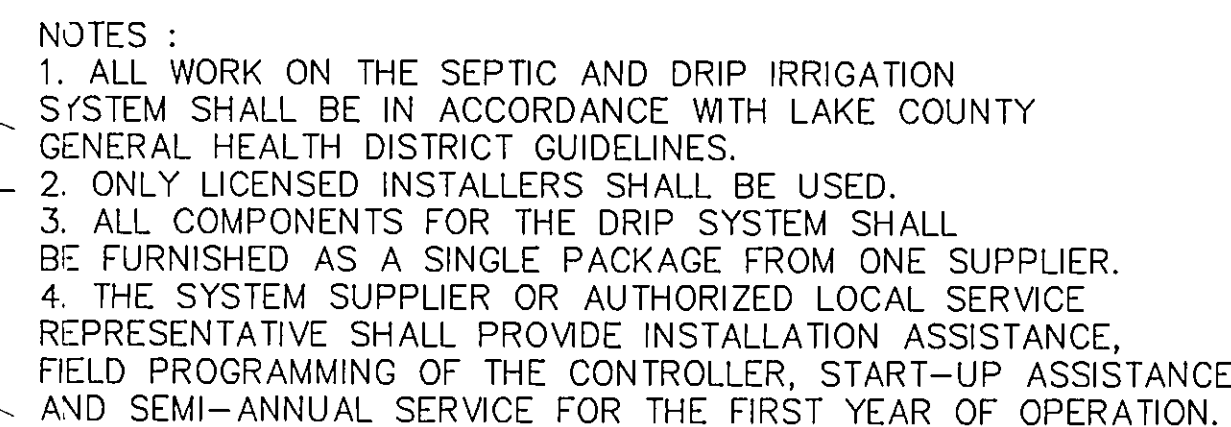 NOTES :
1. ALL WORK ON THE SEPTIC AND DRIP IRRIGATION
SYSTEM SHALL BE IN ACCORDANCE WITH LAKE COUNTY
GENERAL HEALTH DISTRICT GUIDELINES.
2. ONLY LICENSED INSTALLERS SHALL BE USED.
3. ALL COMPONENTS FOR THE DRIP SYSTEM SHALL
BE FURNISHED AS A SINGLE PACKAGE FROM ONE SUPPLIER.
4. THE SYSTEM SUPPLIER OR AUTHORIZED LOCAL SERVICE
REPRESENTATIVE SHALL PROVIDE INSTALLATION ASSISTANCE,
FIELD PROGRAMMING OF THE CONTROLLER, START-UP ASSISTANCE
AND SEMI-ANNUAL SERVICE FOR THE FIRST YEAR OF OPERATION.